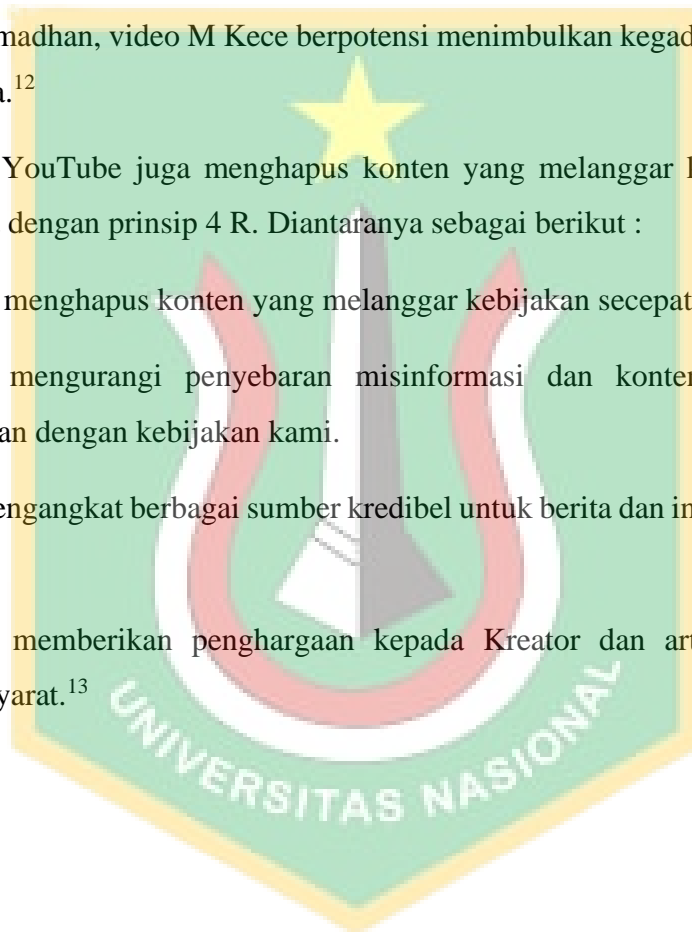 madhan, video M Kece berpotensi menimbulkan kegad
a.12
YouTube juga menghapus konten yang melanggar
dengan prinsip 4 R. Diantaranya sebagai berikut :
menghapus konten yang melanggar kebijakan secepat
mengurangi penyebaran misinformasi dan konten
an dengan kebijakan kami.
engangkat berbagai sumber kredibel untuk berita dan in
memberikan penghargaan kepada Kreator dan art
yarat.13
UNIVERSITAS NASIONAL